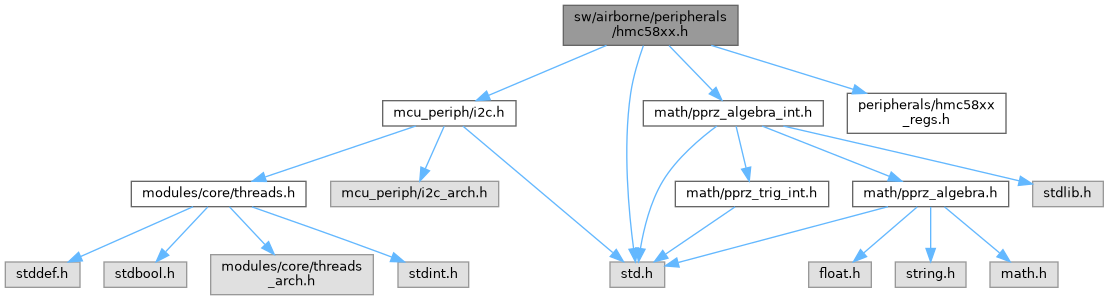 sw/airborne/peripherals
/hmc58xx.h
mcu_periph/i2c.h
math/pprz_algebra_int.h
peripherals/hmc58xx
_regs.h
modules/core/threads.h
mcu_periph/i2c_arch.h
math/pprz_trig_int.h
math/pprz_algebra.h
stdlib.h
stddef.h
stdbool.h
modules/core/threads
_arch.h
stdint.h
std.h
float.h
string.h
math.h